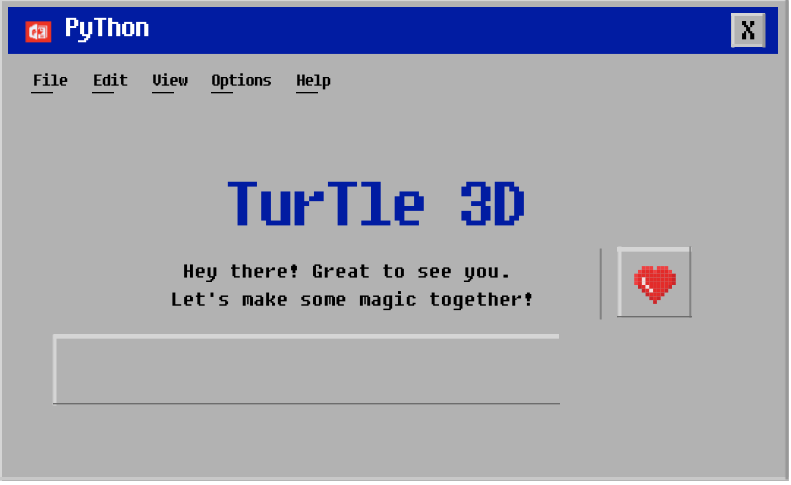 PyThon
X
File Edit View Options Help
TurTle 3D
Hey there! Great to see you.
Let's make some magic together!